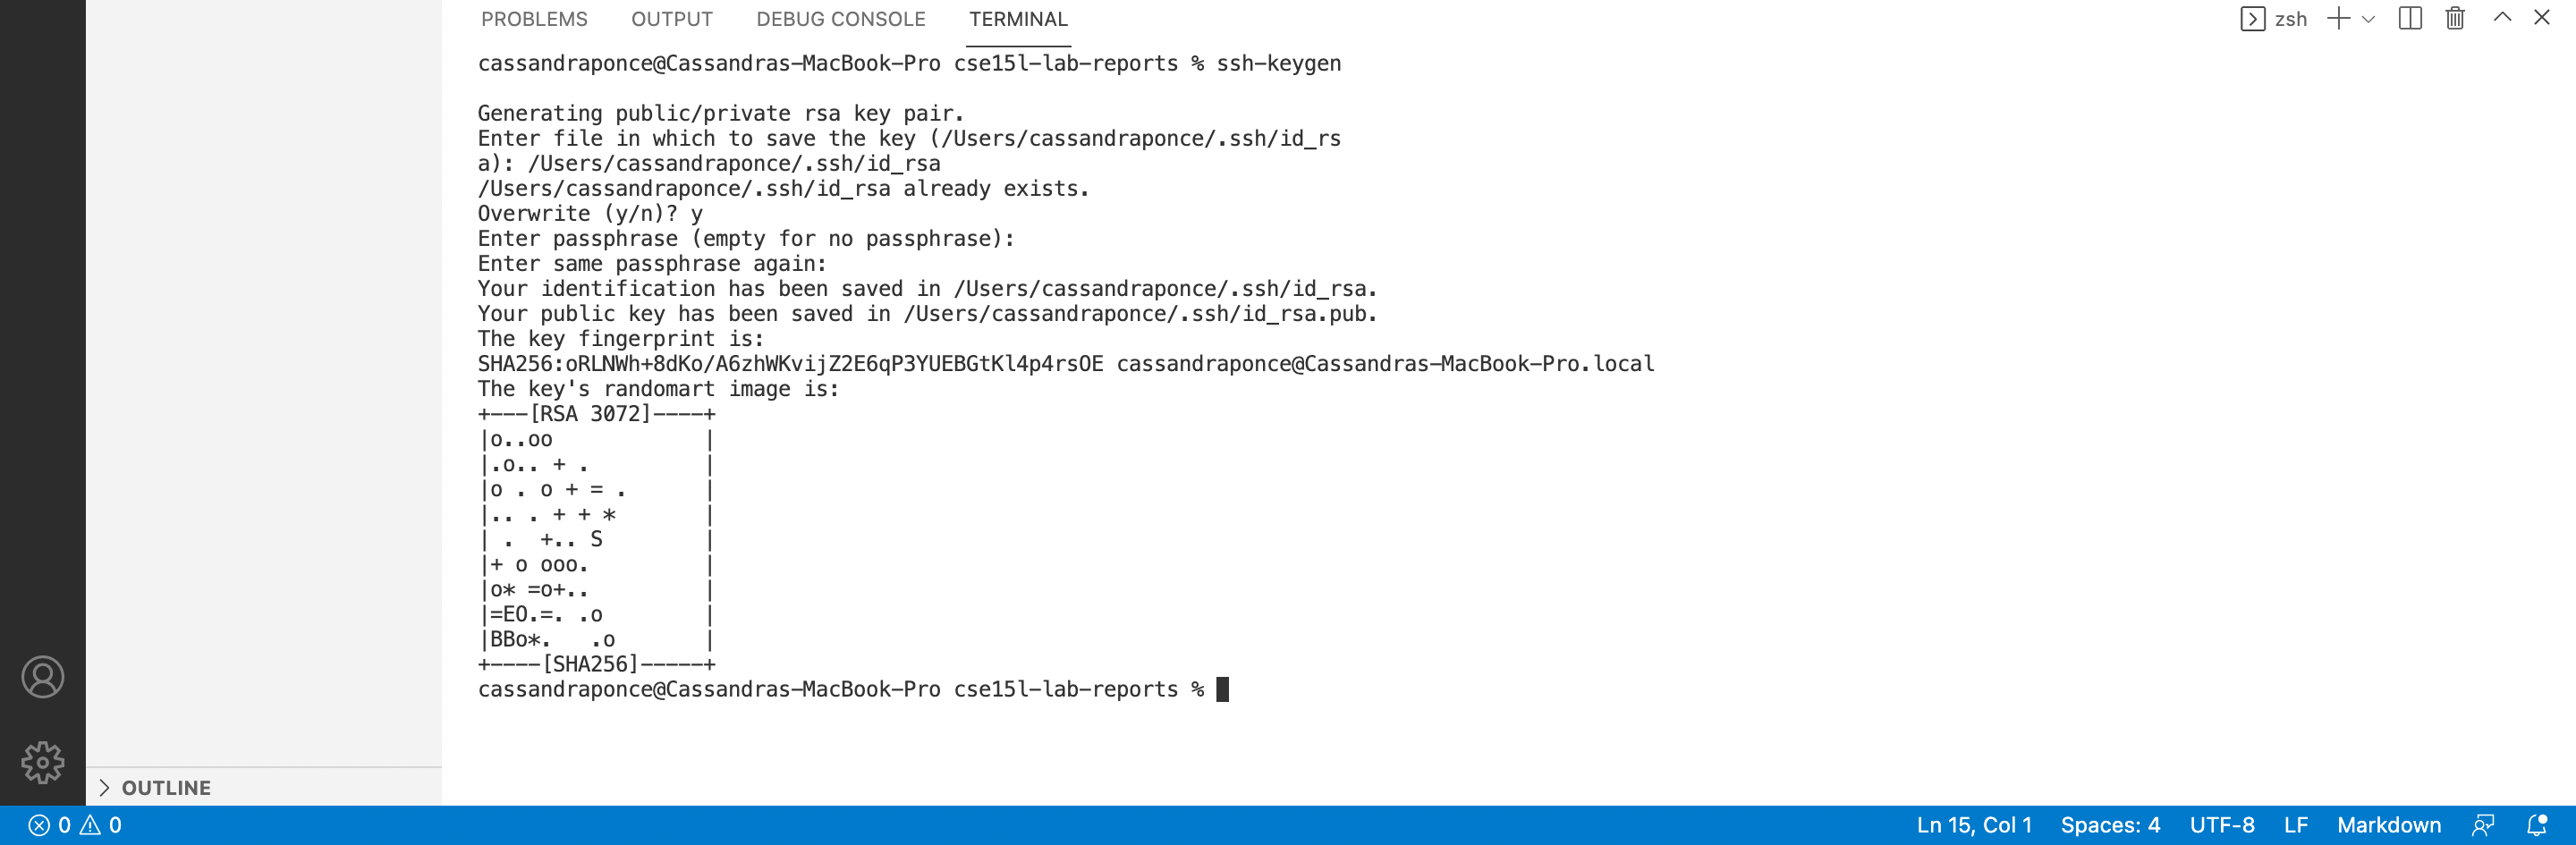 PROBLEMS OUTPUT DEBUG CONSOLE TERMINAL zsh
cassandraponce@Cassandras-MacBook-Pro cse15l-lab-reports % ssh-keygen
Generating public/private rsa key pair.
Enter file in which to save the key (/Users/cassandraponce/.ssh/id_rs
a): /Users/cassandraponce/.ssh/id_rsa
/Users/cassandraponce/.ssh/id_rsa already exists.
Overwrite (y/n)? y
Enter passphrase (empty for no passphrase):
Enter same passphrase again:
Your identification has been saved in /Users/cassandraponce/.ssh/id_rsa.
Your public key has been saved in /Users/cassandraponce/.ssh/id_rsa.pub.
The key fingerprint is:
SHA256:oRLNWh+8dKo/A6zhWKvijZ2E6qP3YUEBGtKl4p4rsOE cassandraponce@Cassandras-MacBook-Pro.local
The key's randomart image is:
+---[RSA 3072]----+
|o..oo            |
|.o.. + .         |
|o . o + = .      |
|.. . + + *       |
| .  +.. S        |
|+ o ooo.         |
|o* =o+..         |
|=EO.=. .o        |
|BBo*.   .o       |
+----[SHA256]-----+
cassandraponce@Cassandras-MacBook-Pro cse15l-lab-reports %
OUTLINE
0 0 Ln 15, Col 1 Spaces: 4 UTF-8 LF Markdown